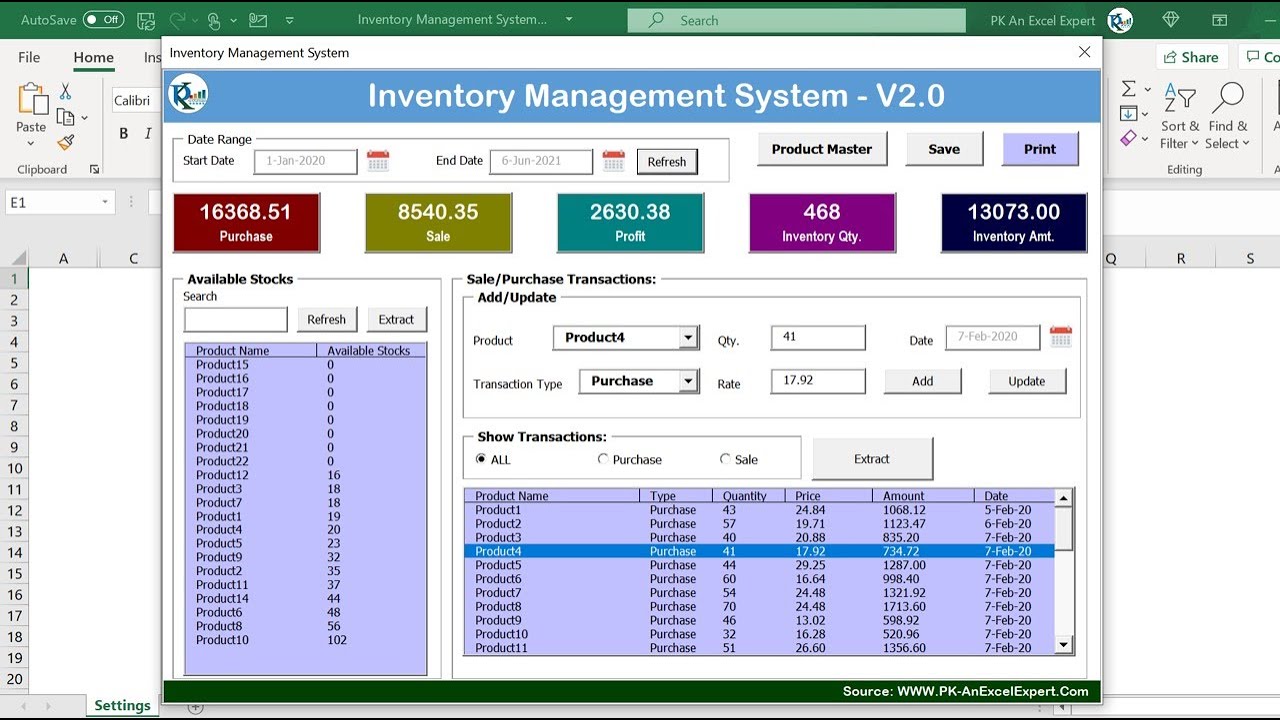 AutoSave Off Inventory Management System... Search PK An Excel Expert
Inventory Management System
File Home Ins Share Co
Inventory Management System - V2.0
Paste Calibri B I Sort & Filter Find & Select
Clipboard Editing
Date Range
Start Date 1-Jan-2020 End Date 6-Jun-2021 Refresh Product Master Save Print
E1
16368.51 8540.35 2630.38 468 13073.00
Purchase Sale Profit Inventory Qty. Inventory Amt.
A C Q R S
Available Stocks
Search
Refresh Extract
Product Name Available Stocks
Product15 0
Product16 0
Product17 0
Product18 0
Product19 0
Product20 0
Product21 0
Product22 0
Product12 16
Product3 18
Product7 18
Product1 19
Product4 20
Product5 23
Product9 32
Product2 35
Product11 37
Product14 44
Product6 48
Product8 56
Product10 102
Sale/Purchase Transactions:
Add/Update
Product Product4 Qty. 41 Date 7-Feb-2020
Transaction Type Purchase Rate 17.92 Add Update
Show Transactions:
ALL Purchase Sale Extract
Product Name Type Quantity Price Amount Date
Product1 Purchase 43 24.84 1068.12 5-Feb-20
Product2 Purchase 57 19.71 1123.47 6-Feb-20
Product3 Purchase 40 20.88 835.20 7-Feb-20
Product4 Purchase 41 17.92 734.72 7-Feb-20
Product5 Purchase 44 29.25 1287.00 7-Feb-20
Product6 Purchase 60 16.64 998.40 7-Feb-20
Product7 Purchase 54 24.48 1321.92 7-Feb-20
Product8 Purchase 70 24.48 1713.60 7-Feb-20
Product9 Purchase 46 13.02 598.92 7-Feb-20
Product10 Purchase 32 16.28 520.96 7-Feb-20
Product11 Purchase 51 26.60 1356.60 7-Feb-20
1
2
3
4
5
6
7
8
9
10
11
12
13
14
15
16
17
18
19
20
Source: WWW.PK-AnExcelExpert.Com
Settings